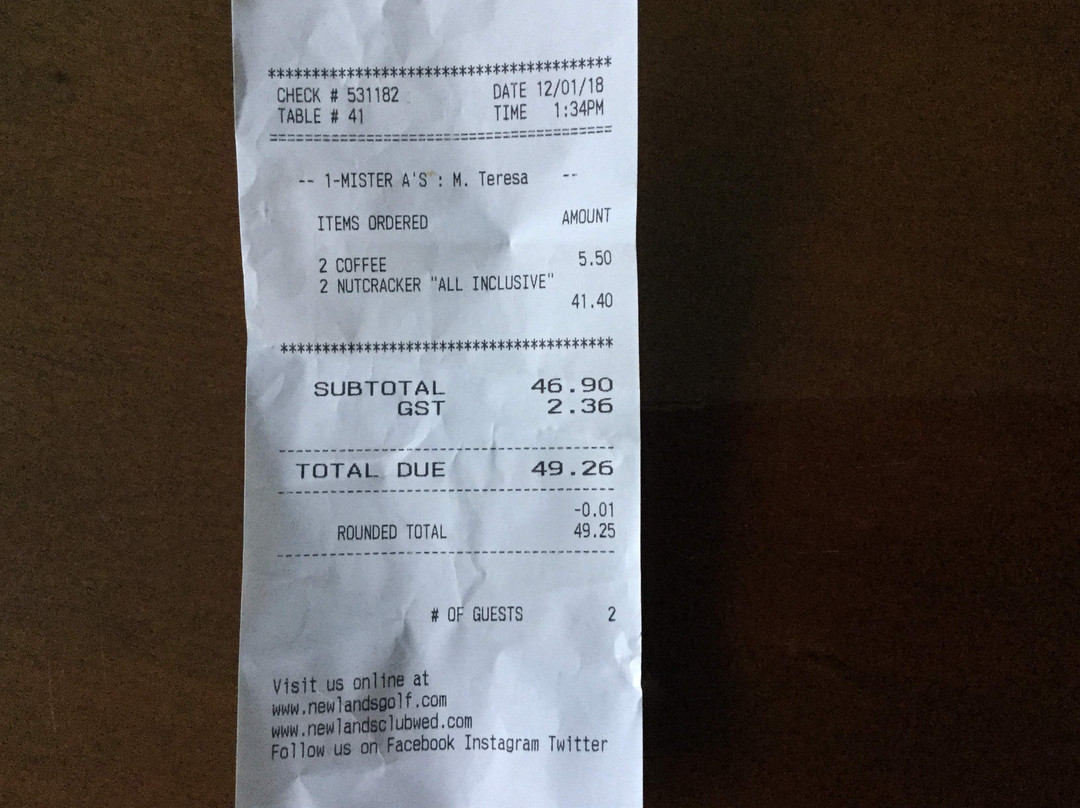 ****************************************
CHECK # 531182 DATE 12/01/18
TABLE # 41 TIME 1:34PM
========================================
-- 1-MISTER A'S : M. Teresa --
ITEMS ORDERED AMOUNT
2 COFFEE 5.50
2 NUTCRACKER "ALL INCLUSIVE"
41.40
****************************************
SUBTOTAL 46.90
GST 2.36
----------------------------------------
TOTAL DUE 49.26
----------------------------------------
-0.01
ROUNDED TOTAL 49.25
----------------------------------------
# OF GUESTS 2
Visit us online at
www.newlandsgolf.com
www.newlandsclubwed.com
Follow us on Facebook Instagram Twitter